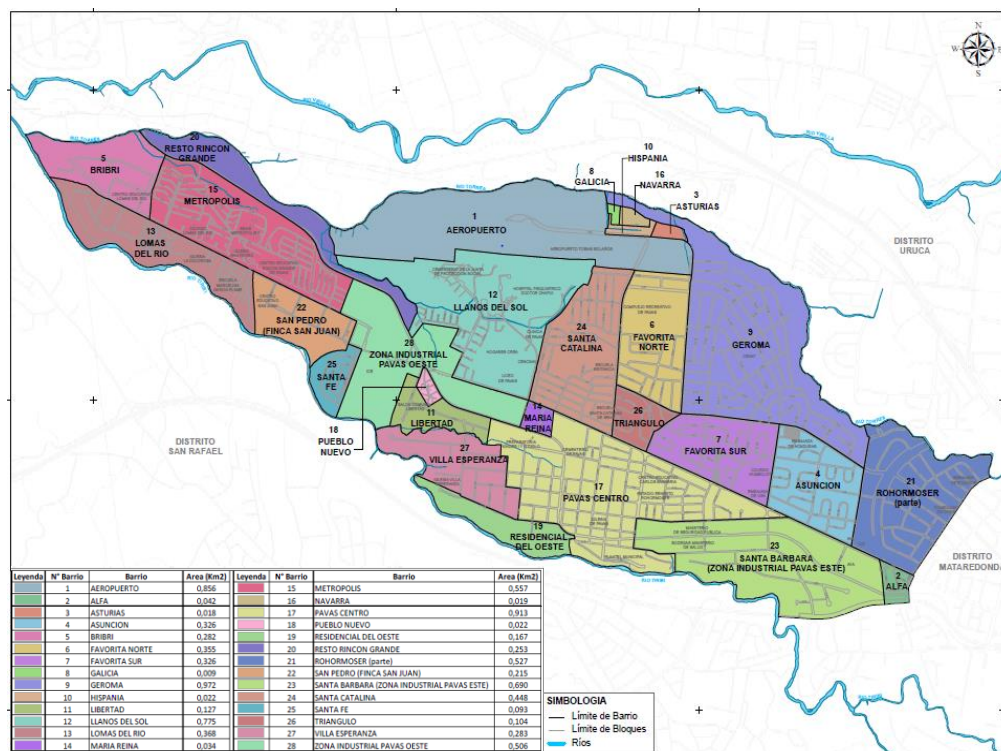 N
W
E
S
RIO VIRILLA
RIO VIRILLA
RIO TORRES
RIO TORRES
20
RESTO RINCON
GRANDE
5
BRIBRI
15
METROPOLIS
13
LOMAS
DEL RIO
10
HISPANIA
8
GALICIA
16
NAVARRA
3
ASTURIAS
1
AEROPUERTO
DISTRITO
URUCA
12
LLANOS DEL SOL
22
SAN PEDRO
(FINCA SAN JUAN)
24
SANTA
CATALINA
6
FAVORITA
NORTE
9
GEROMA
28
ZONA INDUSTRIAL
PAVAS OESTE
25
SANTA
FE
14
MARIA
REINA
26
TRIANGULO
11
LIBERTAD
18
PUEBLO
NUEVO
DISTRITO
SAN RAFAEL
27
VILLA ESPERANZA
7
FAVORITA SUR
4
ASUNCION
21
ROHORMOSER
(parte)
17
PAVAS CENTRO
19
RESIDENCIAL
DEL OESTE
23
SANTA BARBARA
(ZONA INDUSTRIAL PAVAS ESTE)
2
ALFA
DISTRITO
MATAREDONDA
Leyenda N° Barrio Barrio Area (Km2) Leyenda N° Barrio Barrio Area (Km2)
1 AEROPUERTO 0,856 15 METROPOLIS 0,557
2 ALFA 0,042 16 NAVARRA 0,019
3 ASTURIAS 0,018 17 PAVAS CENTRO 0,913
4 ASUNCION 0,326 18 PUEBLO NUEVO 0,022
5 BRIBRI 0,282 19 RESIDENCIAL DEL OESTE 0,167
6 FAVORITA NORTE 0,355 20 RESTO RINCON GRANDE 0,253
7 FAVORITA SUR 0,326 21 ROHORMOSER (parte) 0,527
8 GALICIA 0,009 22 SAN PEDRO (FINCA SAN JUAN) 0,215
9 GEROMA 0,972 23 SANTA BARBARA (ZONA INDUSTRIAL PAVAS ESTE) 0,690
10 HISPANIA 0,022 24 SANTA CATALINA 0,448
11 LIBERTAD 0,127 25 SANTA FE 0,093
12 LLANOS DEL SOL 0,775 26 TRIANGULO 0,104
13 LOMAS DEL RIO 0,368 27 VILLA ESPERANZA 0,283
14 MARIA REINA 0,034 28 ZONA INDUSTRIAL PAVAS OESTE 0,506
SIMBOLOGIA
Límite de Barrio
Límite de Bloques
Ríos